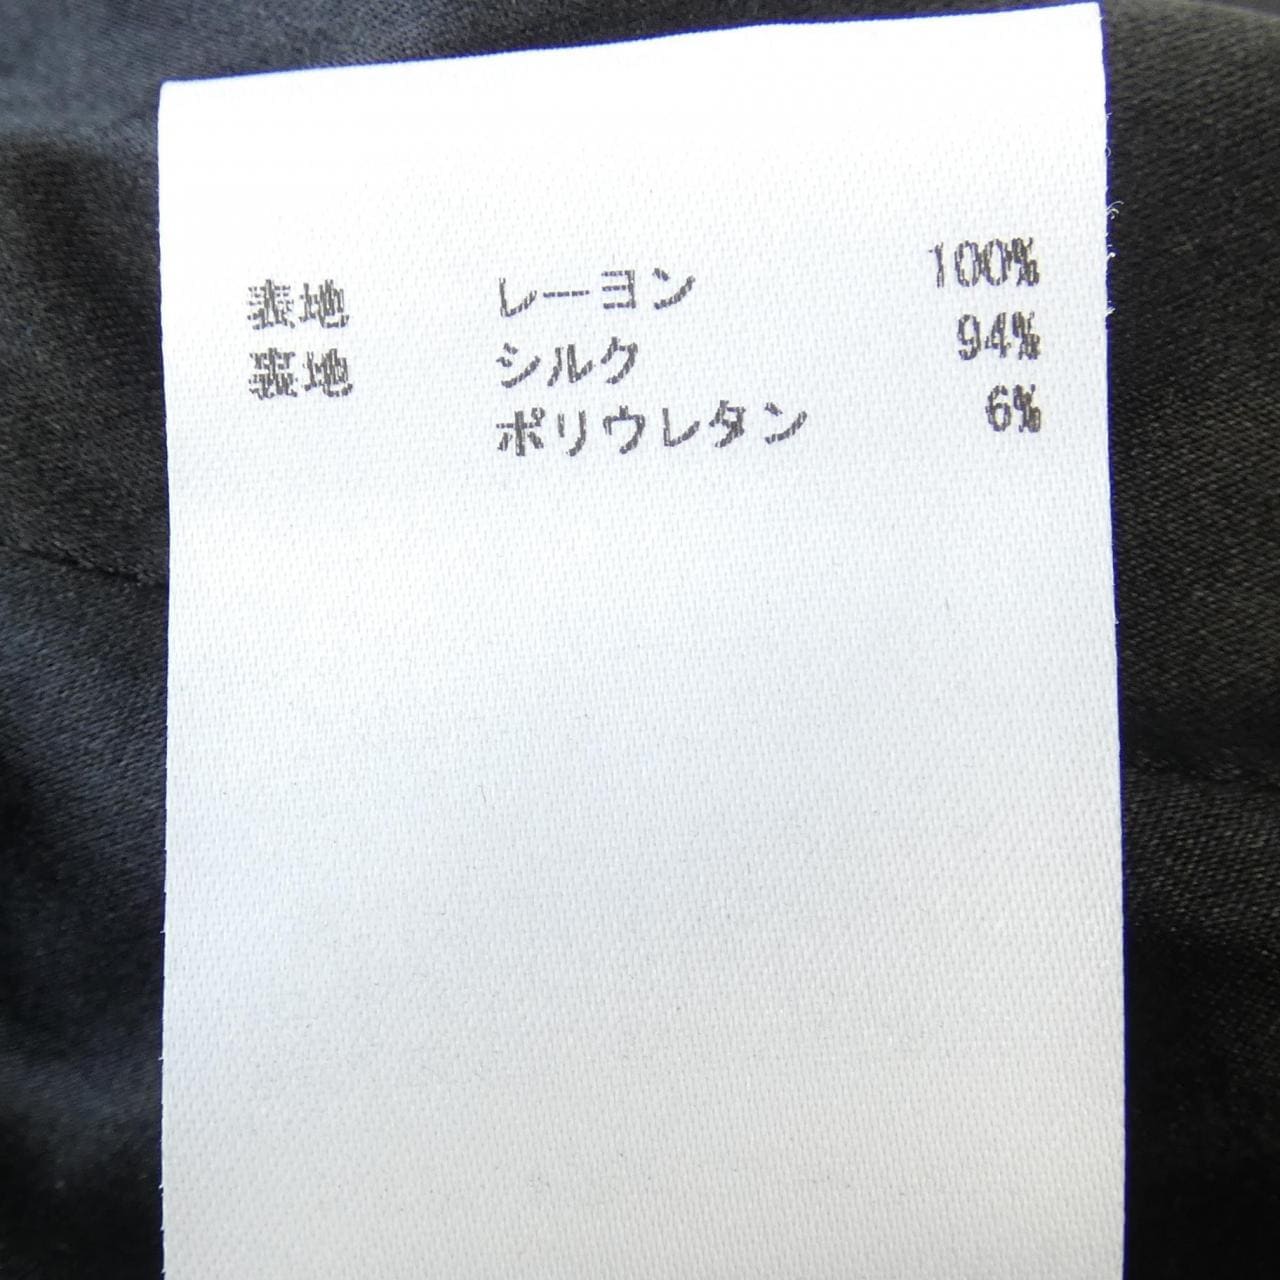 表地 レーヨン 100%
裏地 シルク 94%
ポリウレタン 6%